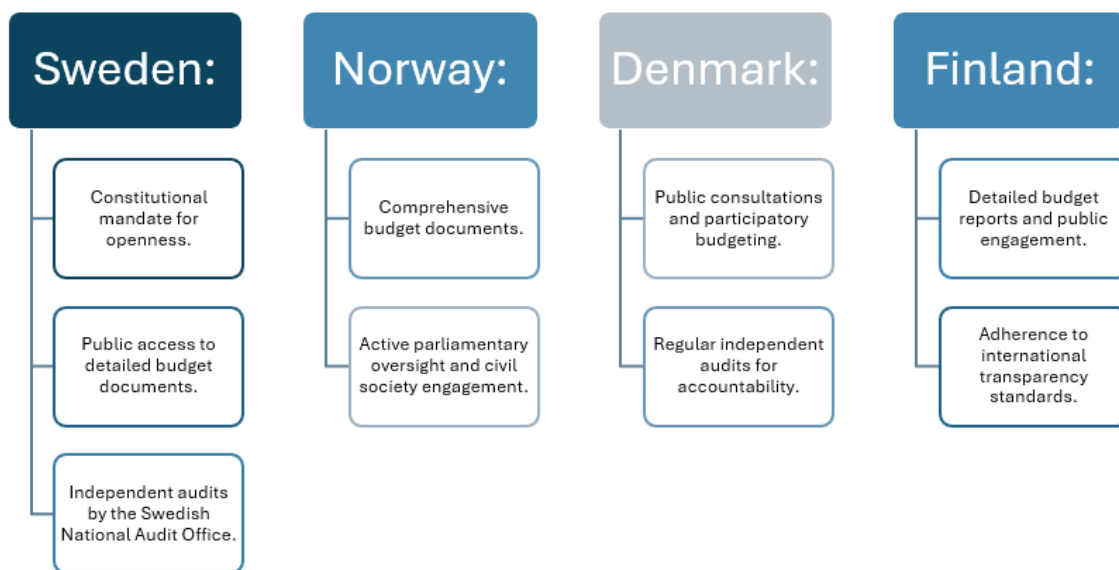 Sweden:
Constitutional
mandate for
openness.
Public access to
detailed budget
documents.
Independent audits
by the Swedish
National Audit Office.
Norway:
Comprehensive
budget documents.
Active parliamentary
oversight and civil
society engagement.
Denmark:
Public consultations
and participatory
budgeting.
Regular independent
audits for
accountability.
Finland:
Detailed budget
reports and public
engagement.
Adherence to
international
transparency
standards.